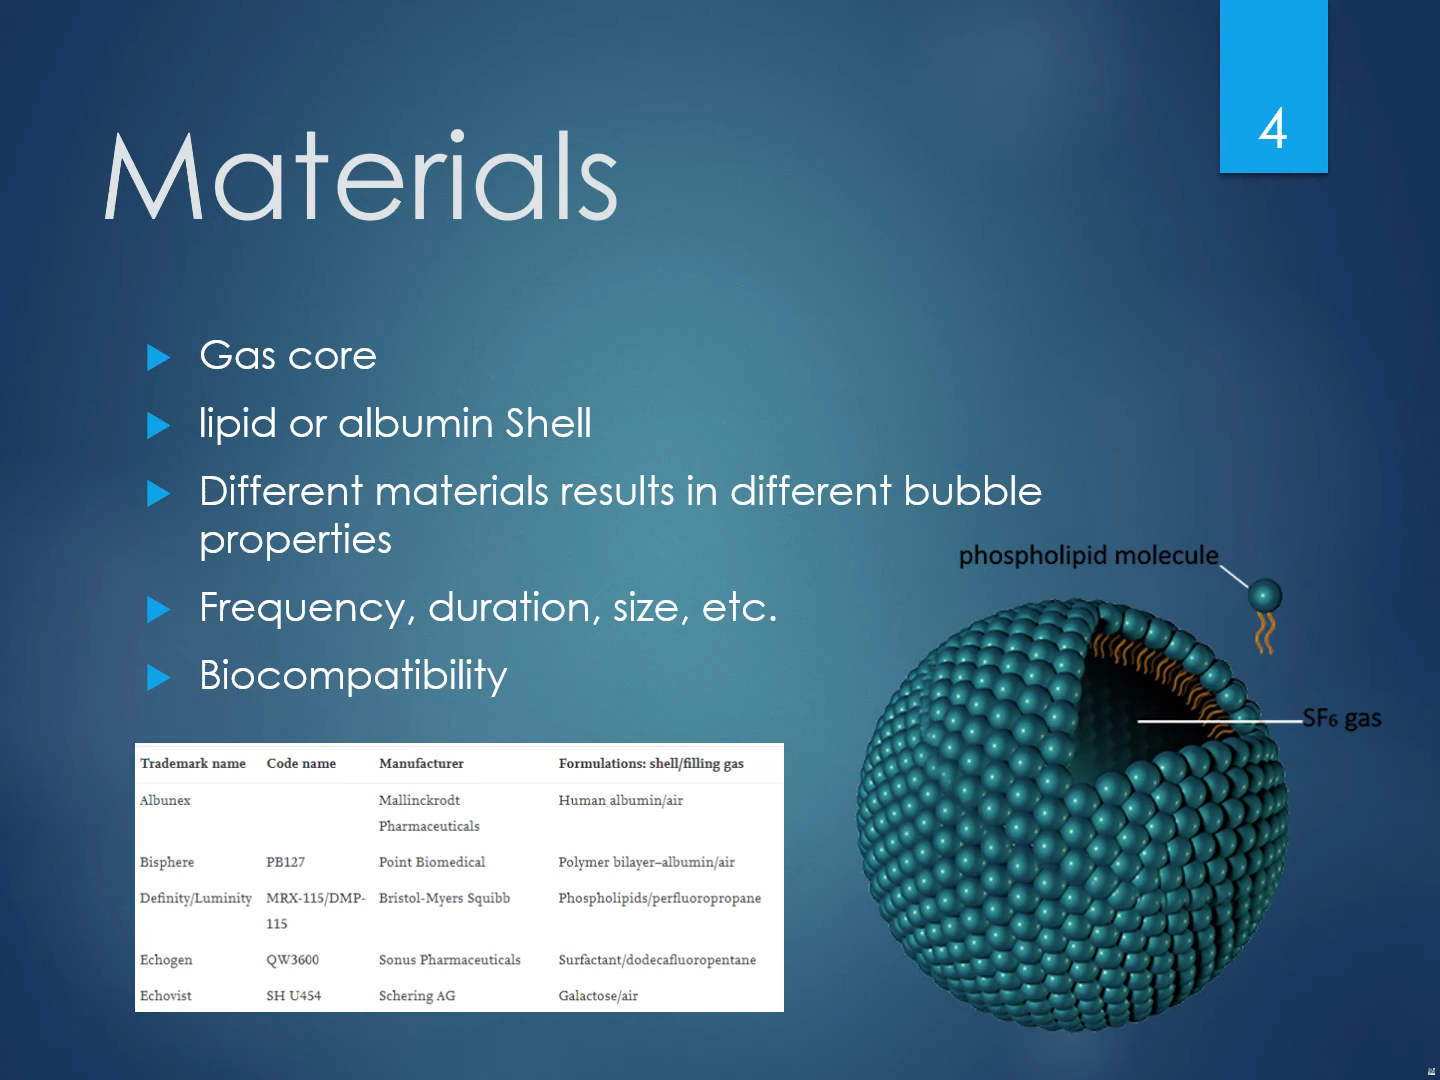 4
Materials
Gas core
lipid or albumin Shell
Different materials results in different bubble
properties
Frequency, duration, size, etc.
Biocompatibility
phospholipid molecule
SF₆ gas
Trademark name Code name Manufacturer Formulations: shell/filling gas
Albunex Mallinckrodt Human albumin/air
Pharmaceuticals
Bisphere PB127 Point Biomedical Polymer bilayer–albumin/air
Definity/Luminity MRX-115/DMP- Bristol-Myers Squibb Phospholipids/perfluoropropane
115
Echogen QW3600 Sonus Pharmaceuticals Surfactant/dodecafluoropentane
Echovist SH U454 Schering AG Galactose/air